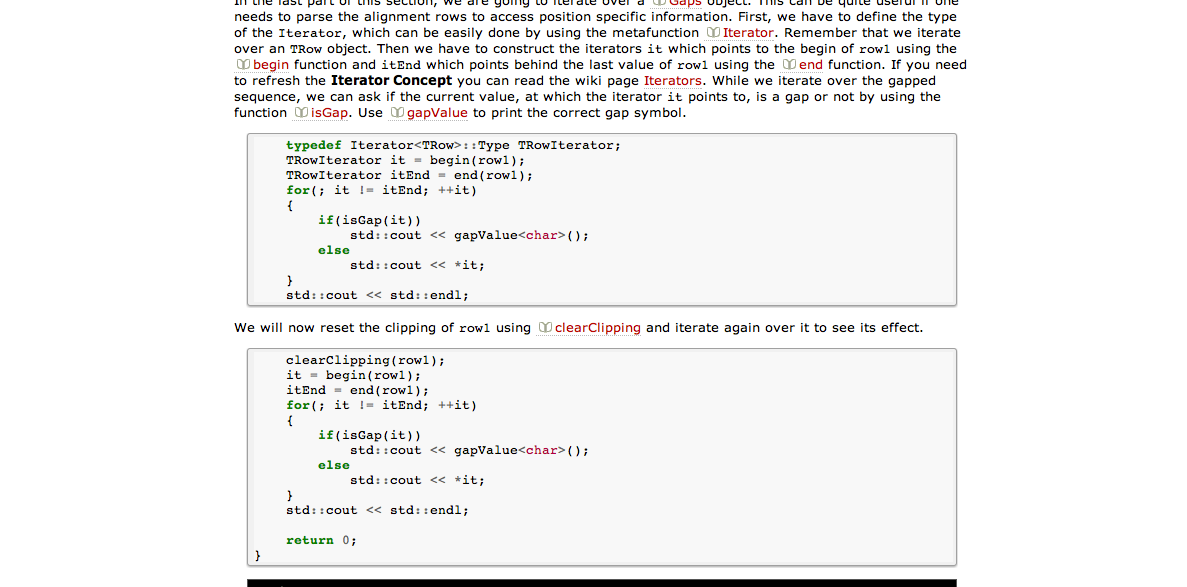 In the last part of this section, we are going to iterate over a Gaps object. This can be quite useful if one
needs to parse the alignment rows to access position specific information. First, we have to define the type
of the Iterator, which can be easily done by using the metafunction Iterator. Remember that we iterate
over an TRow object. Then we have to construct the iterators it which points to the begin of row1 using the
begin function and itEnd which points behind the last value of row1 using the end function. If you need
to refresh the Iterator Concept you can read the wiki page Iterators. While we iterate over the gapped
sequence, we can ask if the current value, at which the iterator it points to, is a gap or not by using the
function isGap. Use gapValue to print the correct gap symbol.
typedef Iterator<TRow>::Type TRowIterator;
TRowIterator it = begin(row1);
TRowIterator itEnd = end(row1);
for(; it != itEnd; ++it)
{
if(isGap(it))
std::cout << gapValue<char>();
else
std::cout << *it;
}
std::cout << std::endl;
We will now reset the clipping of row1 using clearClipping and iterate again over it to see its effect.
clearClipping(row1);
it = begin(row1);
itEnd = end(row1);
for(; it != itEnd; ++it)
{
if(isGap(it))
std::cout << gapValue<char>();
else
std::cout << *it;
}
std::cout << std::endl;
return 0;
}